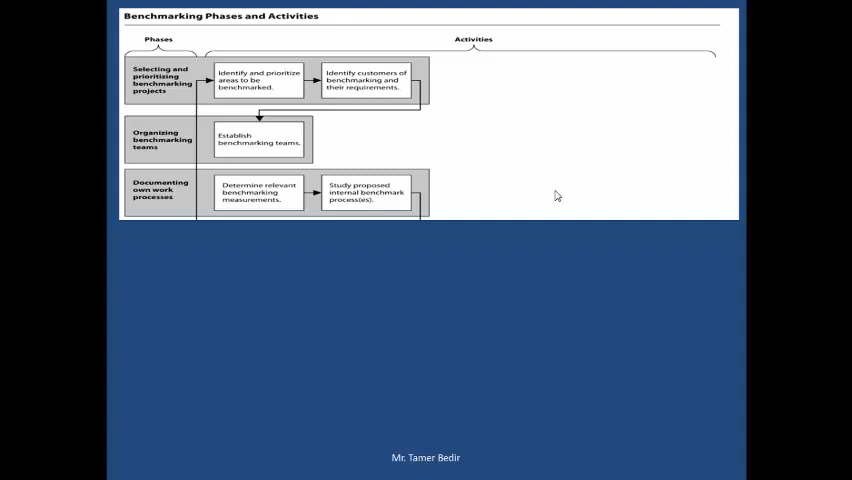 Benchmarking Phases and Activities
Phases
Activities
Selecting and
prioritizing
benchmarking
projects
Identify and prioritize
areas to be
benchmarked.
Identify customers of
benchmarking and
their requirements.
Organizing
benchmarking
teams
Establish
benchmarking teams.
Documenting
own work
processes
Determine relevant
benchmarking
measurements.
Study proposed
internal benchmark
process(es).
Mr. Tamer Bedir